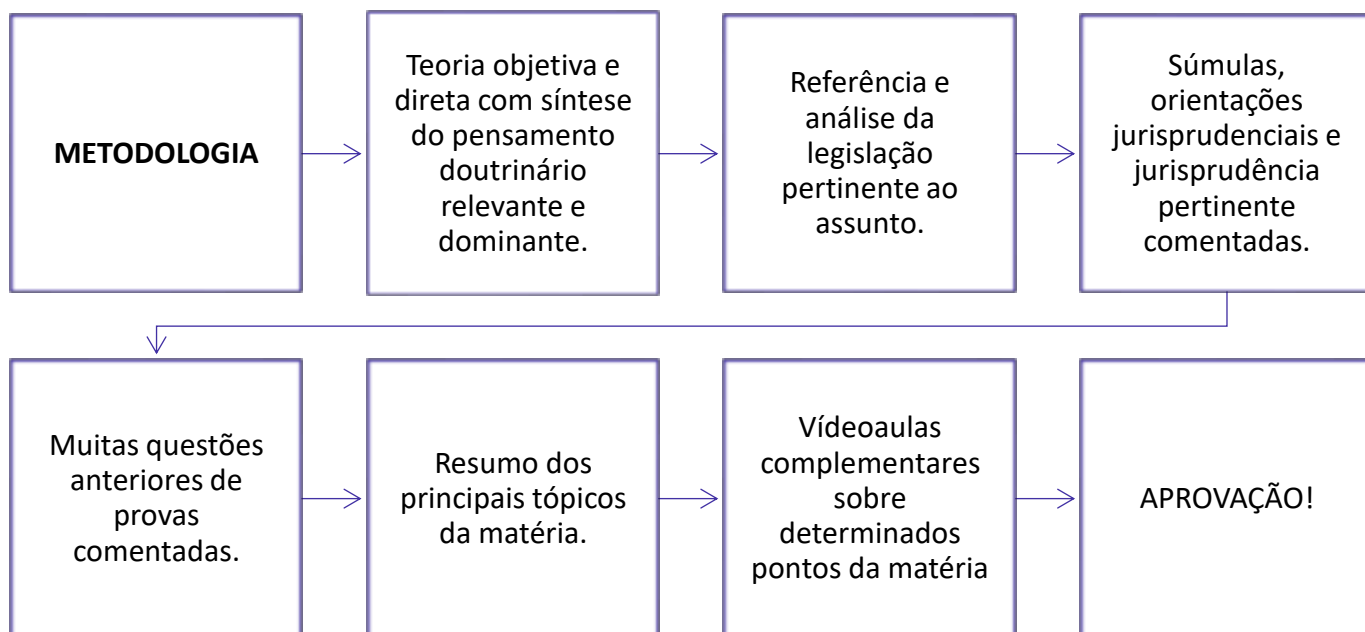 METODOLOGIA
Teoria objetiva e
direta com síntese
do pensamento
doutrinário
relevante e
dominante.
Referência e
análise da
legislação
pertinente ao
assunto.
Súmulas,
orientações
jurisprudenciais e
jurisprudência
pertinente
comentadas.
Muitas questões
anteriores de
provas
comentadas.
Resumo dos
principais tópicos
da matéria.
Vídeoaulas
complementares
sobre
determinados
pontos da matéria
APROVAÇÃO!